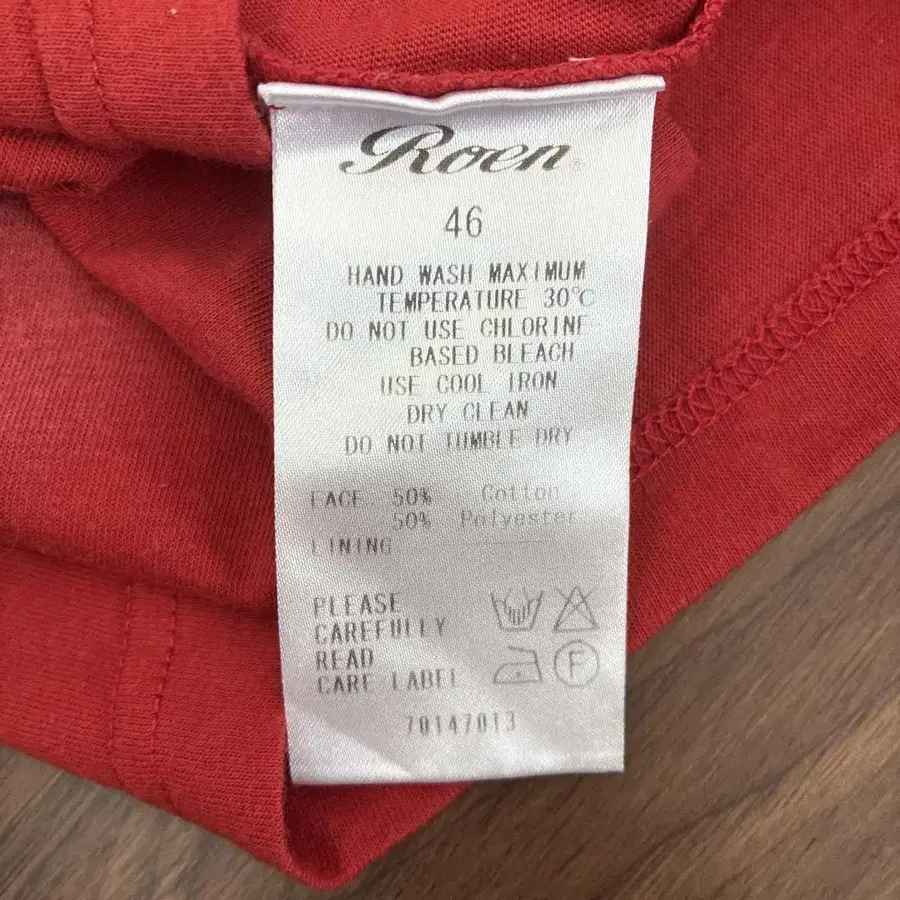 Roen
46
HAND WASH MAXIMUM
TEMPERATURE 30℃
DO NOT USE CHLORINE
BASED BLEACH
USE COOL IRON
DRY CLEAN
DO NOT TUMBLE DRY
FACE 50% Cotton
50% Polyester
LINING
PLEASE
CAREFULLY
READ
CARE LABEL
F
70147013